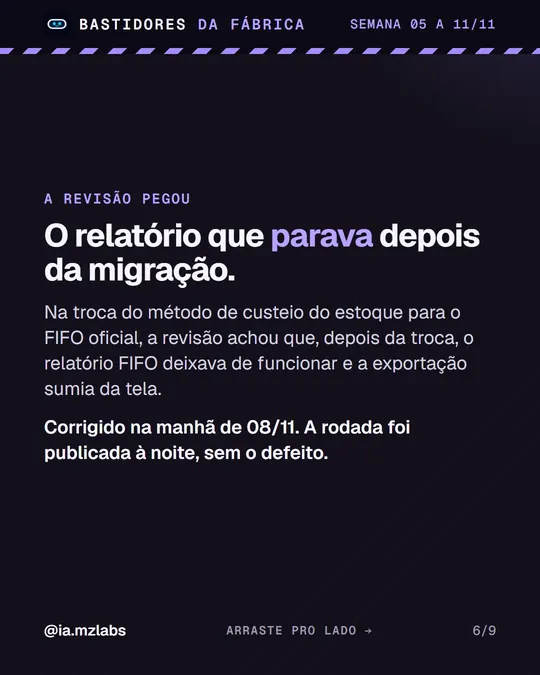 BASTIDORES DA FÁBRICA
SEMANA 05 A 11/11
A REVISÃO PEGOU
O relatório que parava depois
da migração.
Na troca do método de custeio do estoque para o
FIFO oficial, a revisão achou que, depois da troca, o
relatório FIFO deixava de funcionar e a exportação
sumia da tela.
Corrigido na manhã de 08/11. A rodada foi
publicada à noite, sem o defeito.
@ia.mzlabs
ARRASTE PRO LADO →
6/9